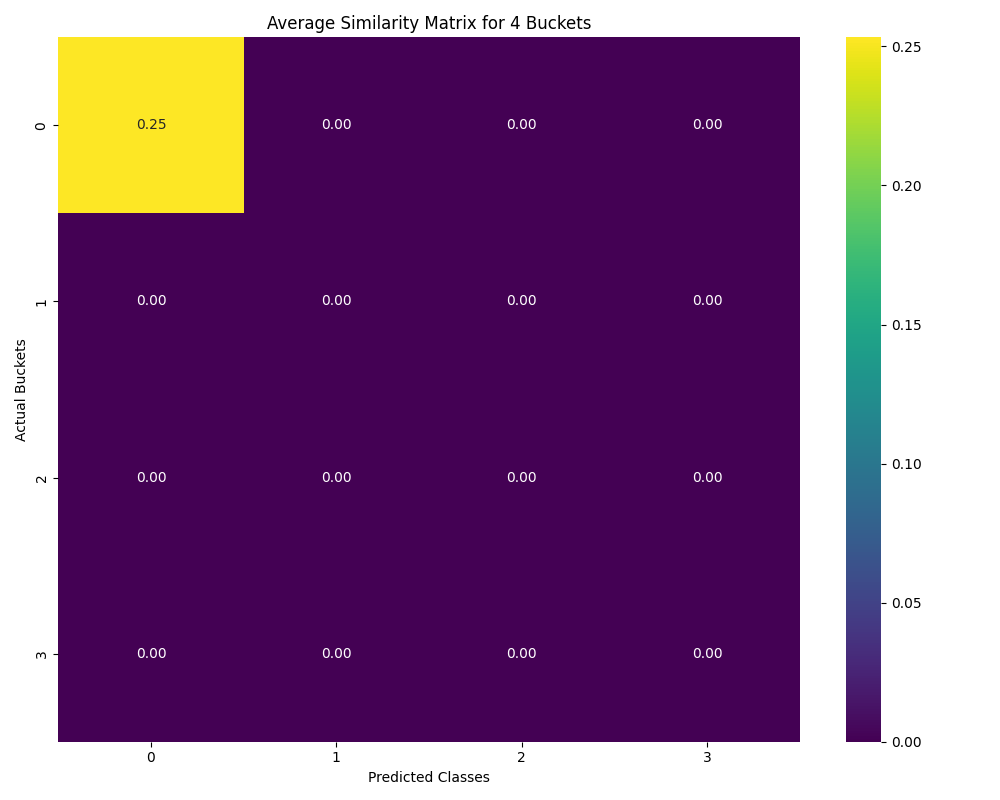 Average Similarity Matrix for 4 Buckets
0.25 0.00 0.00 0.00
0.00 0.00 0.00 0.00
0.00 0.00 0.00 0.00
0.00 0.00 0.00 0.00
0
1
2
3
Actual Buckets
0 1 2 3
Predicted Classes
0.25
0.20
0.15
0.10
0.05
0.00